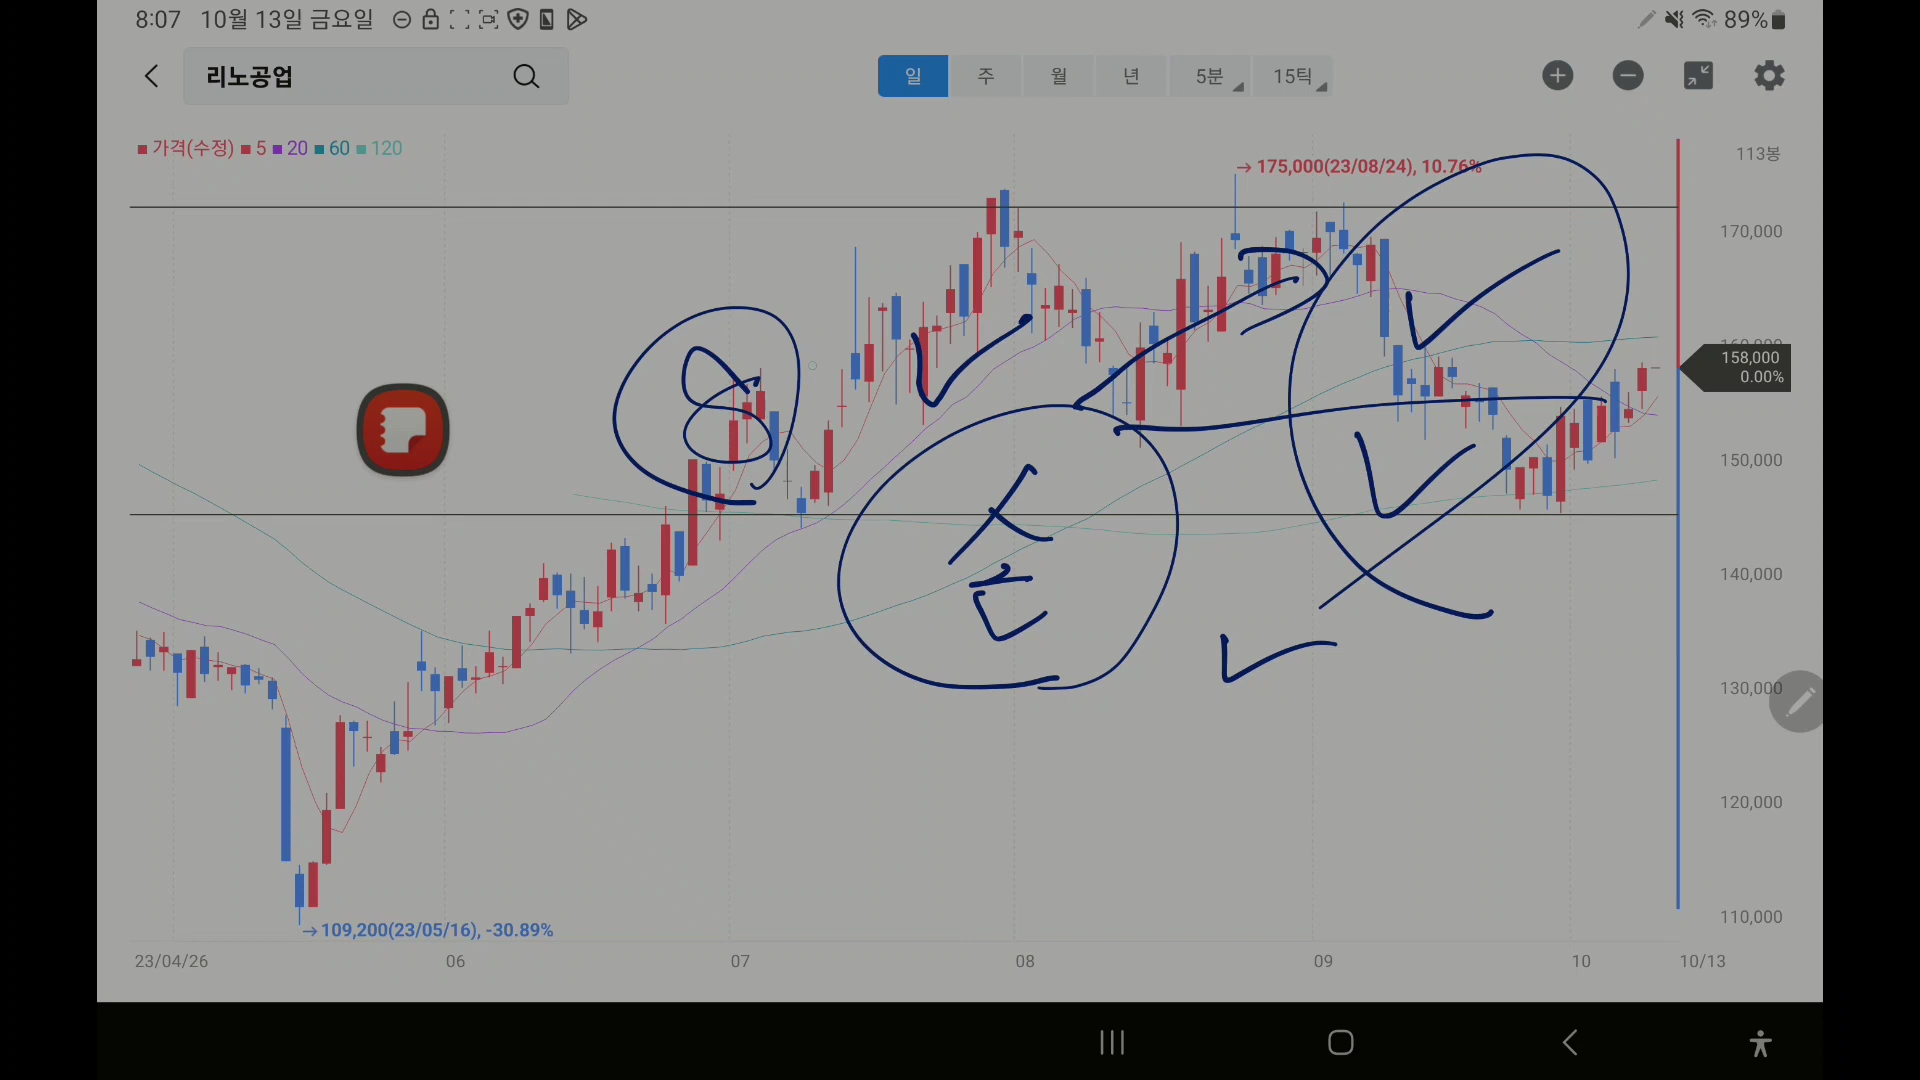 8:07 10월 13일 금요일 89%
리노공업 일 주 월 년 5분 15틱
가격(수정) 5 20 60 120
113봉
→ 175,000(23/08/24), 10.76%
170,000
160,000
158,000
0.00%
150,000
140,000
130,000
120,000
110,000
→ 109,200(23/05/16), -30.89%
23/04/26 06 07 08 09 10 10/13